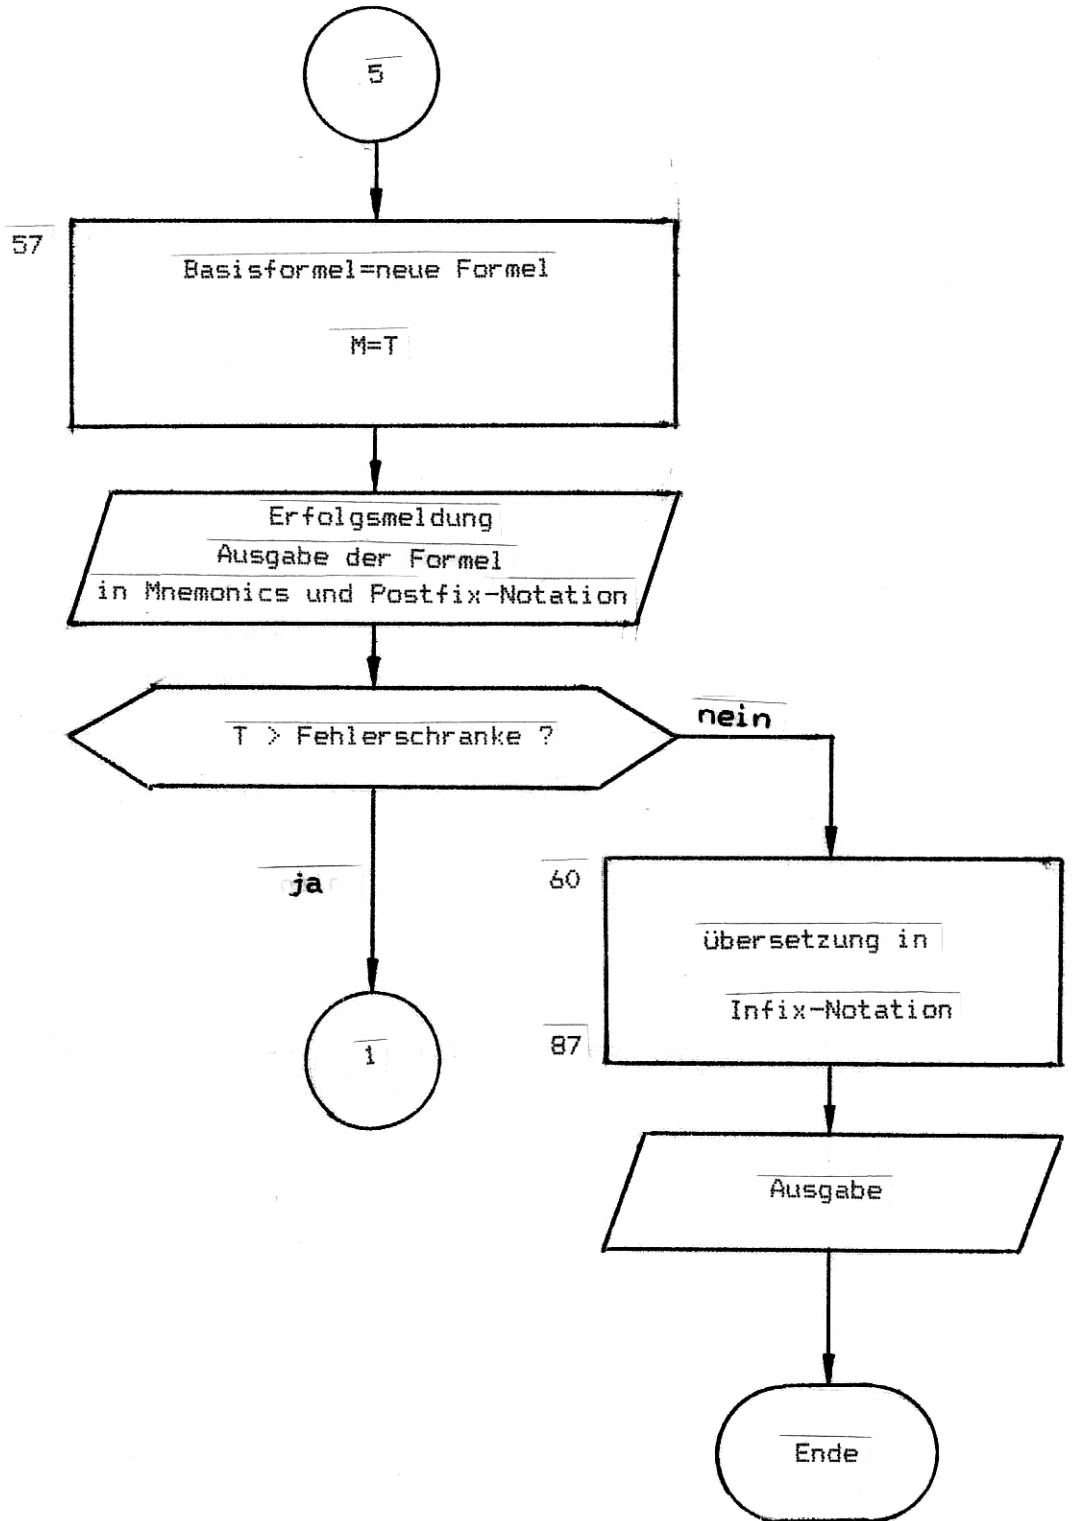 5
57
Basisformel=neue Formel
M=T
Erfolgsmeldung
Ausgabe der Formel
in Mnemonics und Postfix-Notation
T > Fehlerschranke ?
nein
ja
60
übersetzung in
Infix-Notation
87
1
Ausgabe
Ende